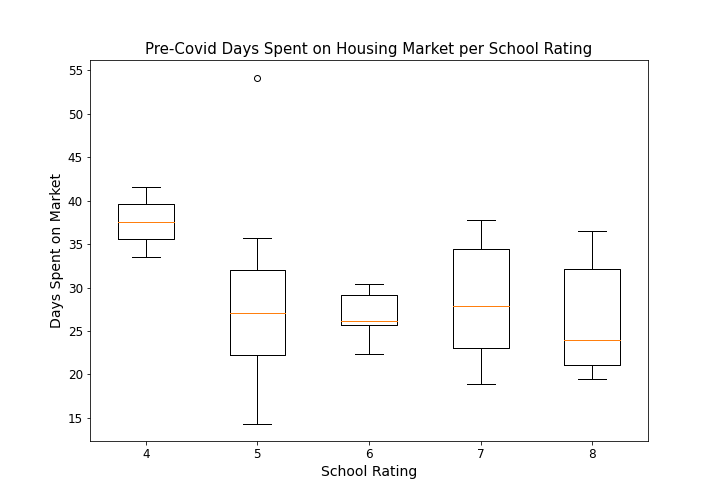 Pre-Covid Days Spent on Housing Market per School Rating
Days Spent on Market
55
50
45
40
35
30
25
20
15
4 5 6 7 8
School Rating